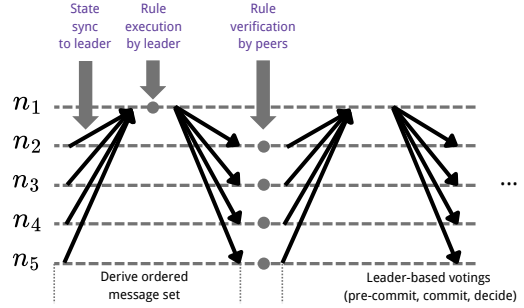 State
sync
to leader
Rule
execution
by leader
Rule
verification
by peers
n1
n2
n3
n4
n5
...
Derive ordered
message set
Leader-based votings
(pre-commit, commit, decide)